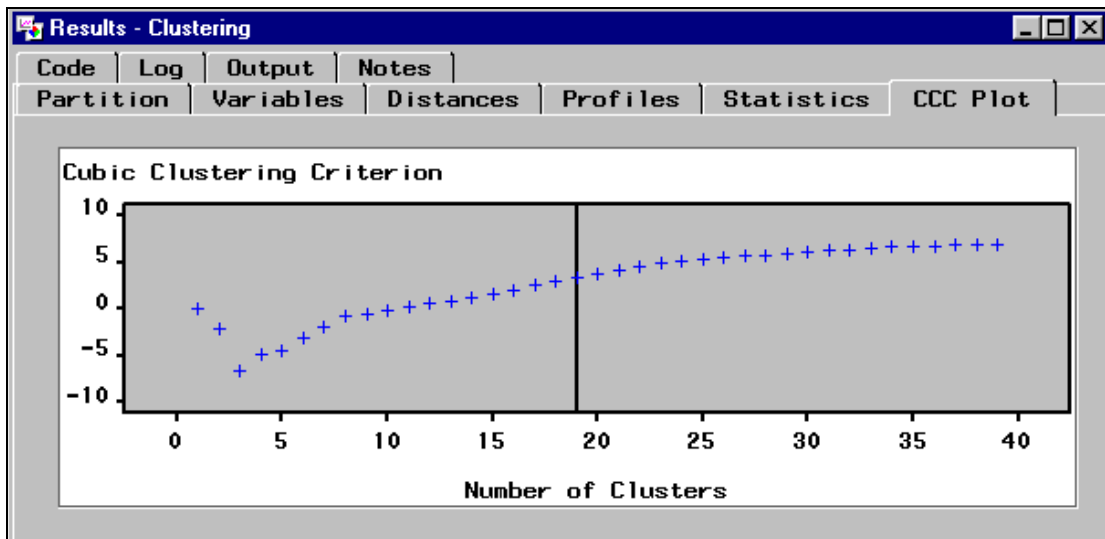 Results - Clustering
Code Log Output Notes
Partition Variables Distances Profiles Statistics CCC Plot
Cubic Clustering Criterion
10
5
0
-5
-10
0 5 10 15 20 25 30 35 40
Number of Clusters